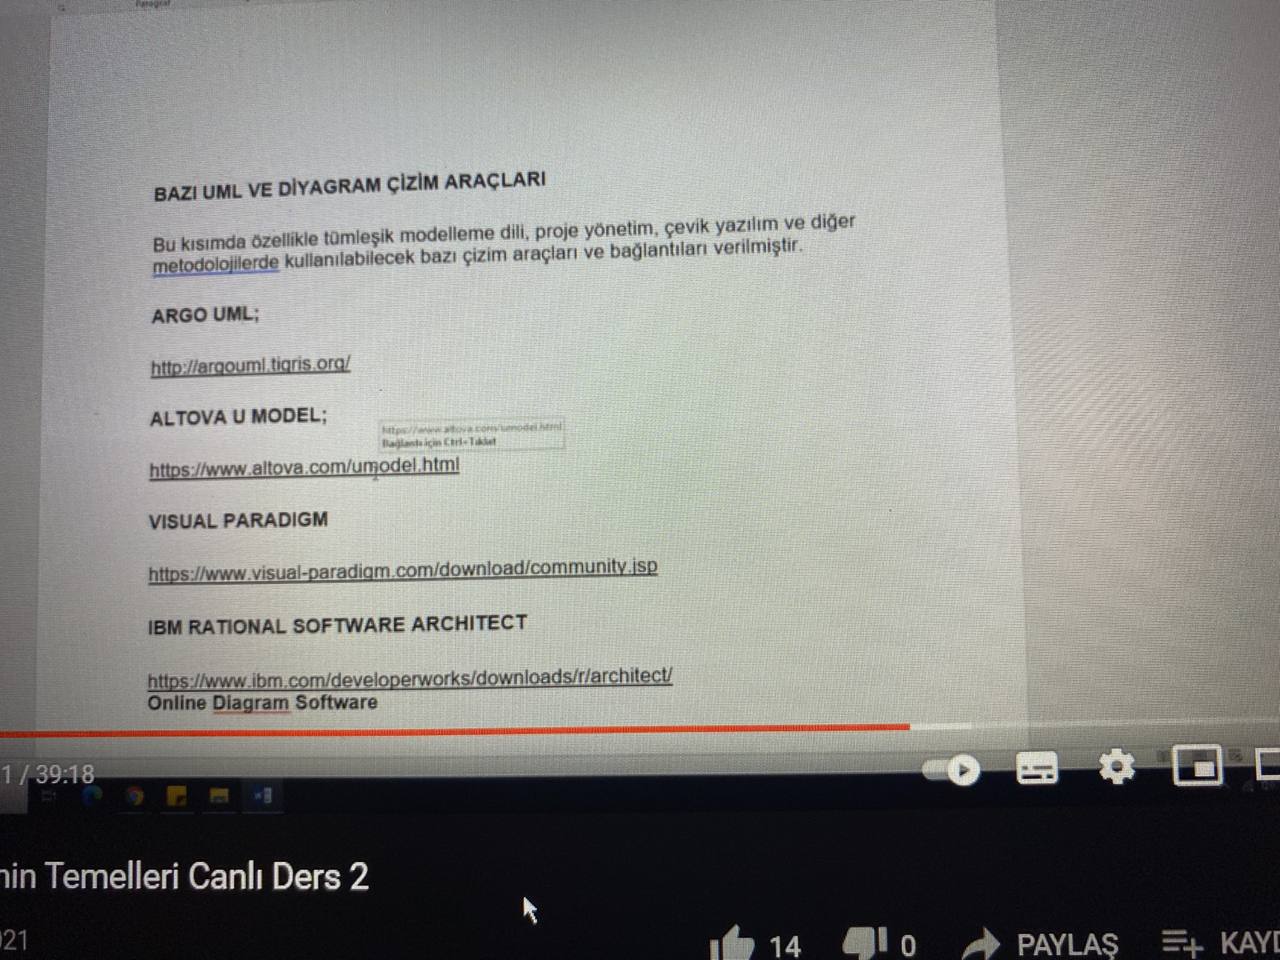 Paragraf
BAZI UML VE DİYAGRAM ÇİZİM ARAÇLARI
Bu kısımda özellikle tümleşik modelleme dili, proje yönetim, çevik yazılım ve diğer
metodolojilerde kullanılabilecek bazı çizim araçları ve bağlantıları verilmiştir.
ARGO UML;
http://argouml.tigris.org/
ALTOVA U MODEL;
https://www.altova.com/umodel.html
Bağlantı için Ctrl+Tıklat
https://www.altova.com/umodel.html
VISUAL PARADIGM
https://www.visual-paradigm.com/download/community.jsp
IBM RATIONAL SOFTWARE ARCHITECT
https://www.ibm.com/developerworks/downloads/r/architect/
Online Diagram Software
1 / 39:18
nin Temelleri Canlı Ders 2
021
14 0 PAYLAŞ KAYD